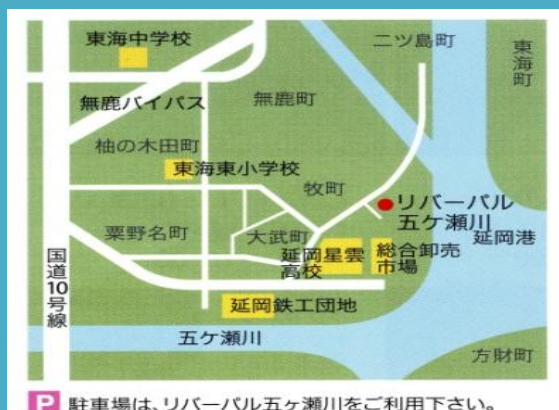 東海中学校
二ツ島町
東海町
無鹿バイパス
無鹿町
柚の木田町
東海東小学校
牧町
リバーバル
五ケ瀬川
粟野名町
大武町
延岡港
延岡星雲
高校
総合卸売
市場
国道10号線
延岡鉄工団地
五ケ瀬川
方財町
P 駐車場は、リバーバル五ヶ瀬川をご利用下さい。